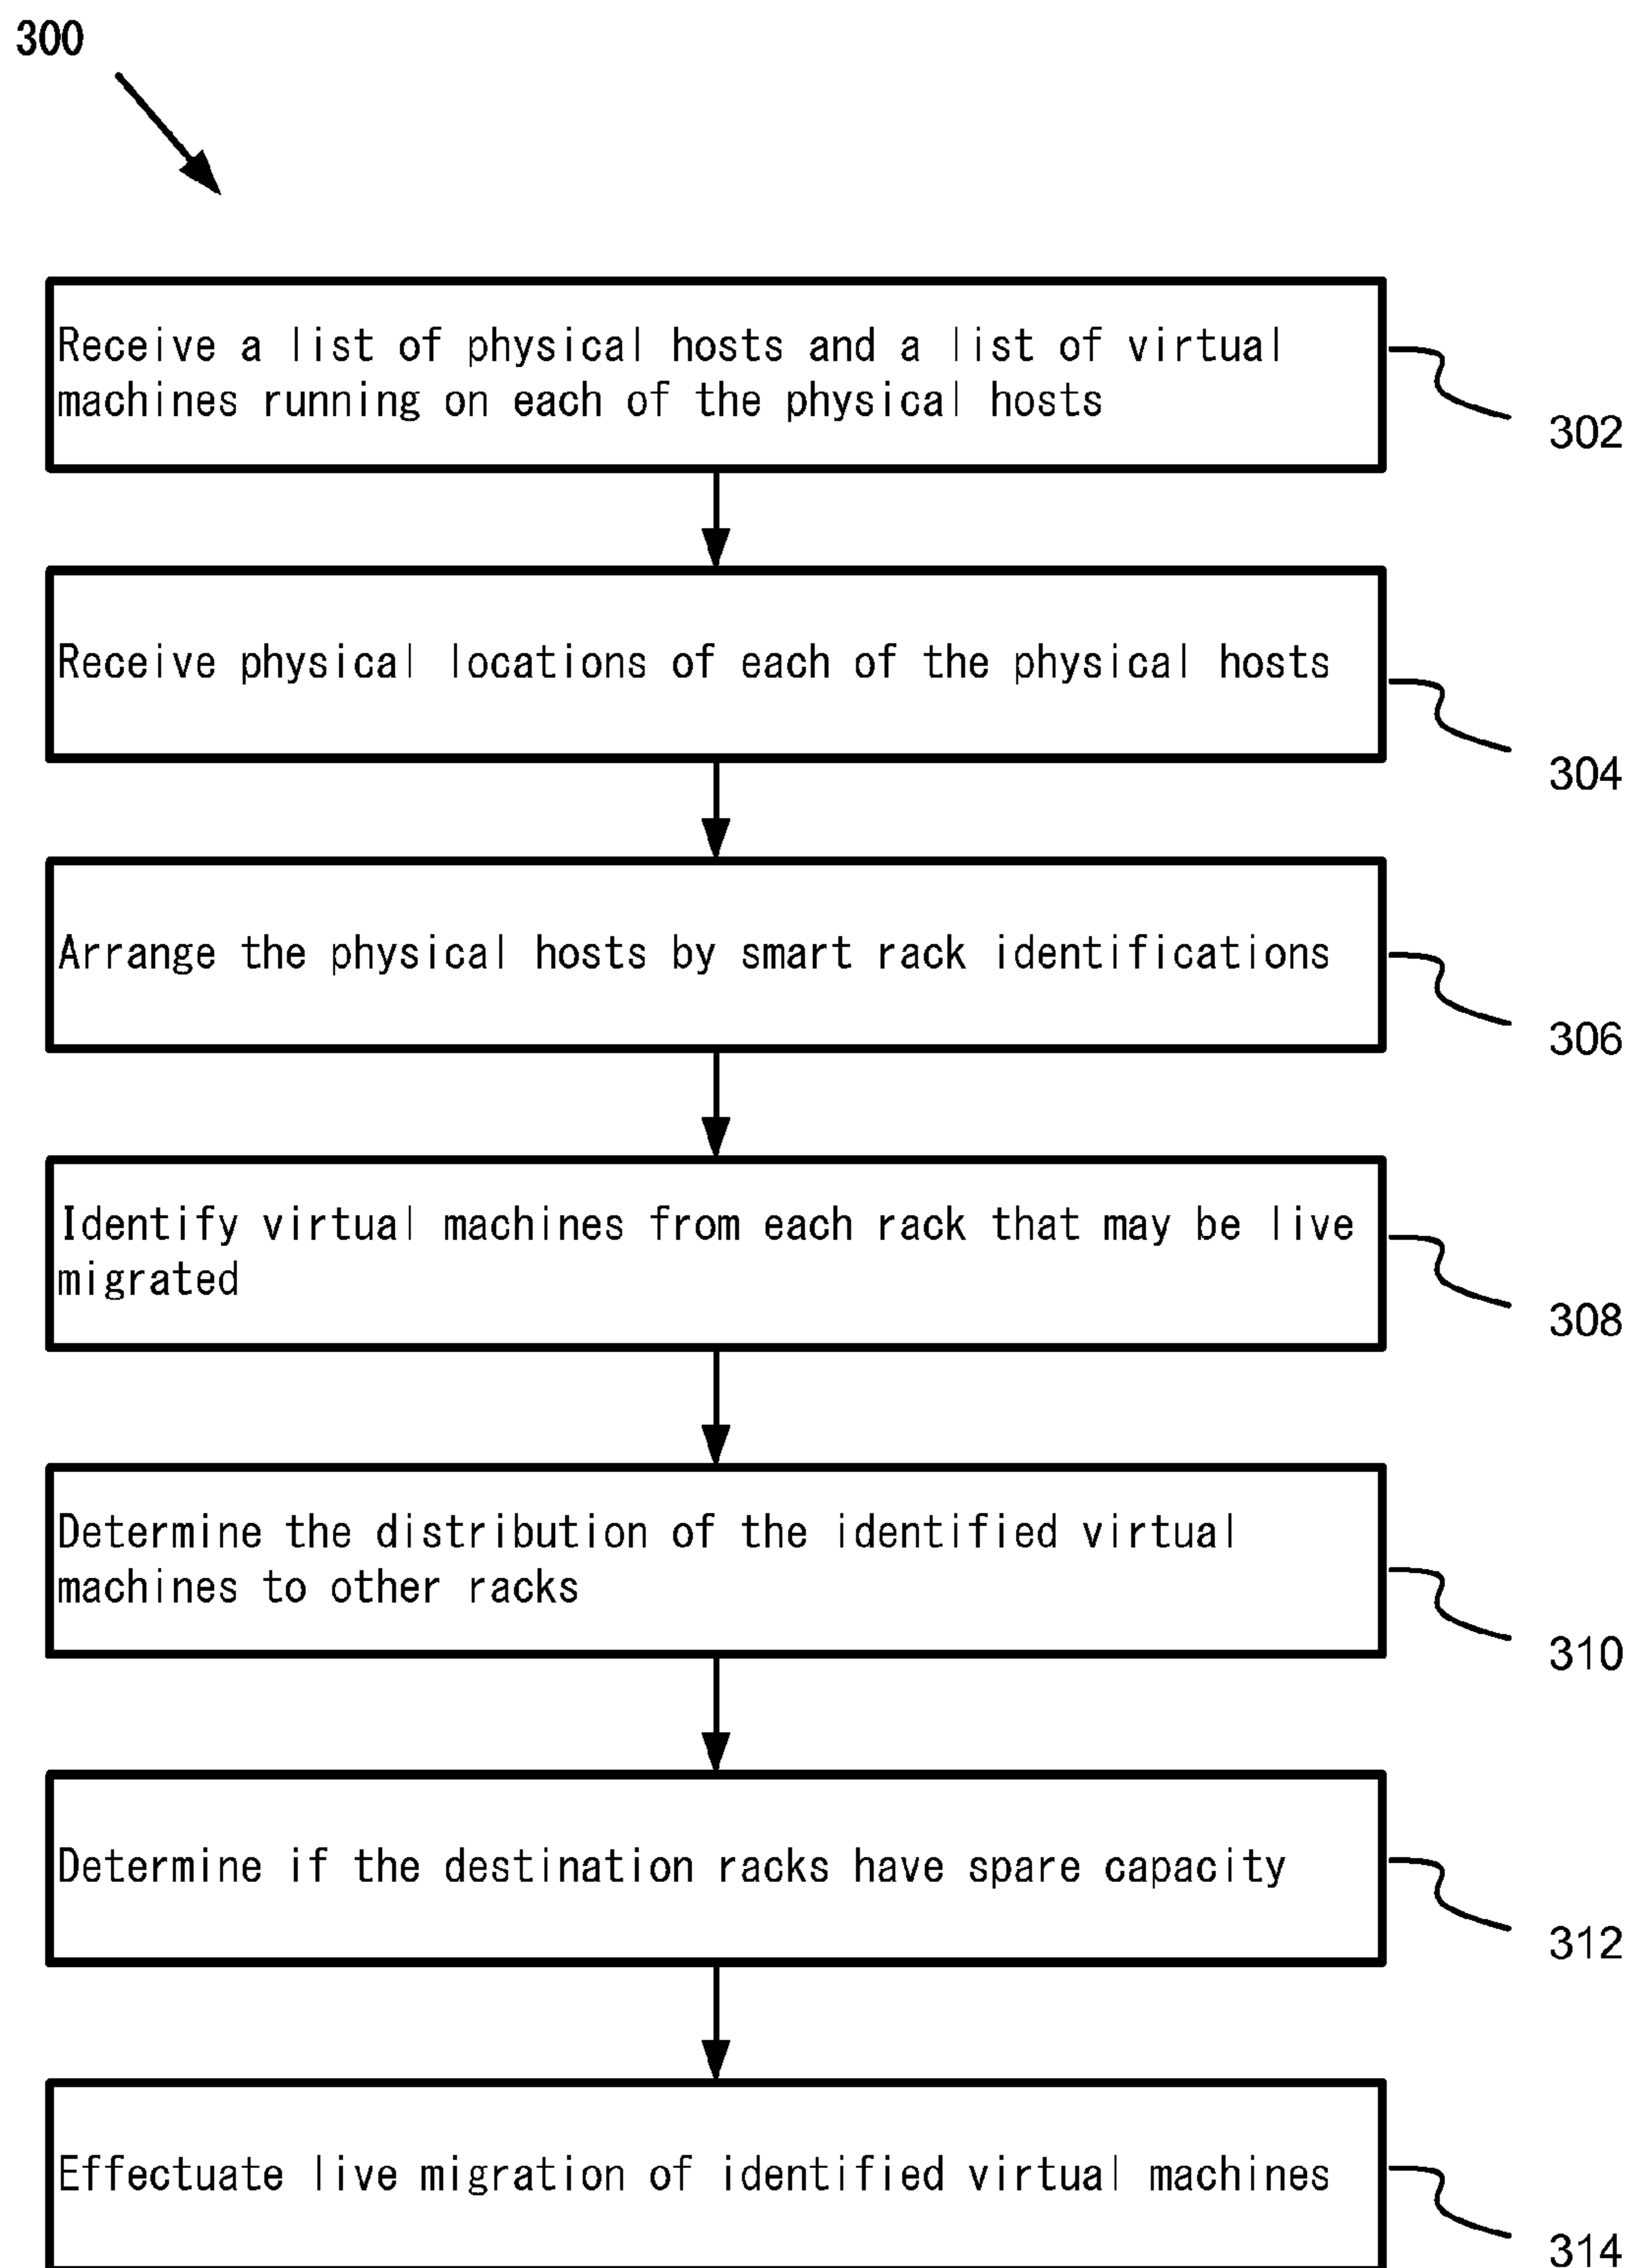 300
Receive a list of physical hosts and a list of virtual
machines running on each of the physical hosts
302
Receive physical locations of each of the physical hosts
304
Arrange the physical hosts by smart rack identifications
306
Identify virtual machines from each rack that may be live
migrated
308
Determine the distribution of the identified virtual
machines to other racks
310
Determine if the destination racks have spare capacity
312
Effectuate live migration of identified virtual machines
314